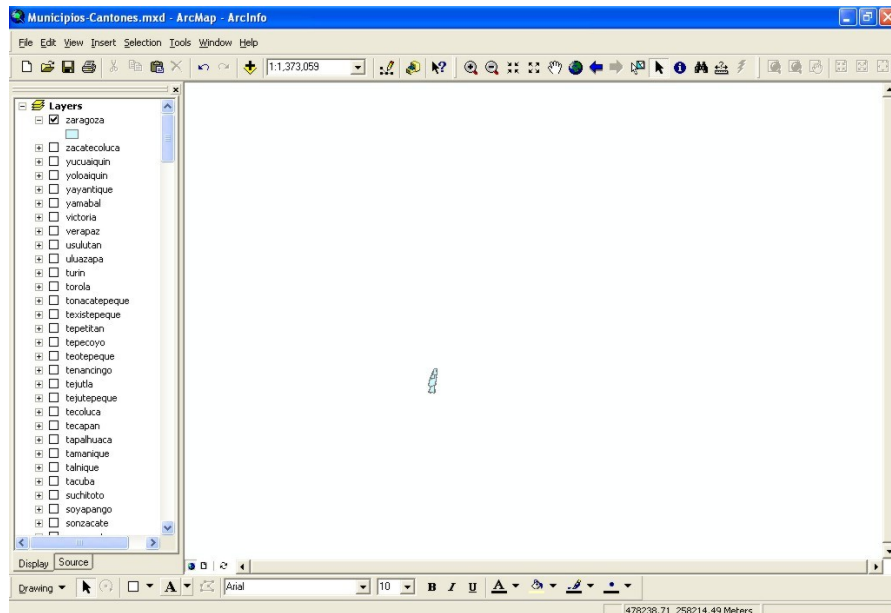 Municipios-Cantones.mxd - ArcMap - ArcInfo
File Edit View Insert Selection Tools Window Help
1:1,373,059
Layers
zaragoza
zacatecoluca
yucuaiquin
yoloaiquin
yayantique
yamabal
victoria
verapaz
usulutan
uluazapa
turin
torola
tonacatepeque
texistepeque
tepetitan
tepecoyo
teotepeque
tenancingo
tejutla
tejutepeque
tecoluca
tecapan
tapalhuaca
tamanique
talnique
tacuba
suchitoto
soyapango
sonzacate
Display Source
Drawing A Arial 10 B I U A
478238.71 258214.49 Meters